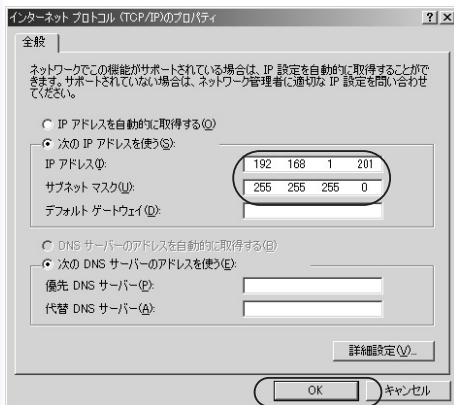 インターネット プロトコル (TCP/IP)のプロパティ
? ×
全般
ネットワークでこの機能がサポートされている場合は、IP 設定を自動的に取得することがで
きます。サポートされていない場合は、ネットワーク管理者に適切な IP 設定を問い合わせ
てください。
IP アドレスを自動的に取得する(O)
次の IP アドレスを使う(S):
IP アドレス(I): 192 168 1 201
サブネット マスク(U): 255 255 255 0
デフォルト ゲートウェイ(D):
DNS サーバーのアドレスを自動的に取得する(B)
次の DNS サーバーのアドレスを使う(E):
優先 DNS サーバー(P):
代替 DNS サーバー(A):
詳細設定(V)...
OK キャンセル